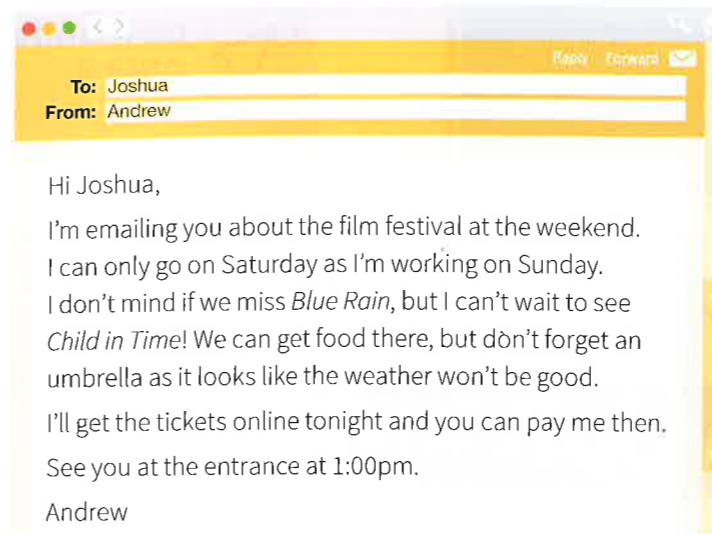 Reply Forward
To: Joshua
From: Andrew
Hi Joshua,
I'm emailing you about the film festival at the weekend.
I can only go on Saturday as I'm working on Sunday.
I don't mind if we miss Blue Rain, but I can't wait to see
Child in Time! We can get food there, but don't forget an
umbrella as it looks like the weather won't be good.
I'll get the tickets online tonight and you can pay me then.
See you at the entrance at 1:00pm.
Andrew